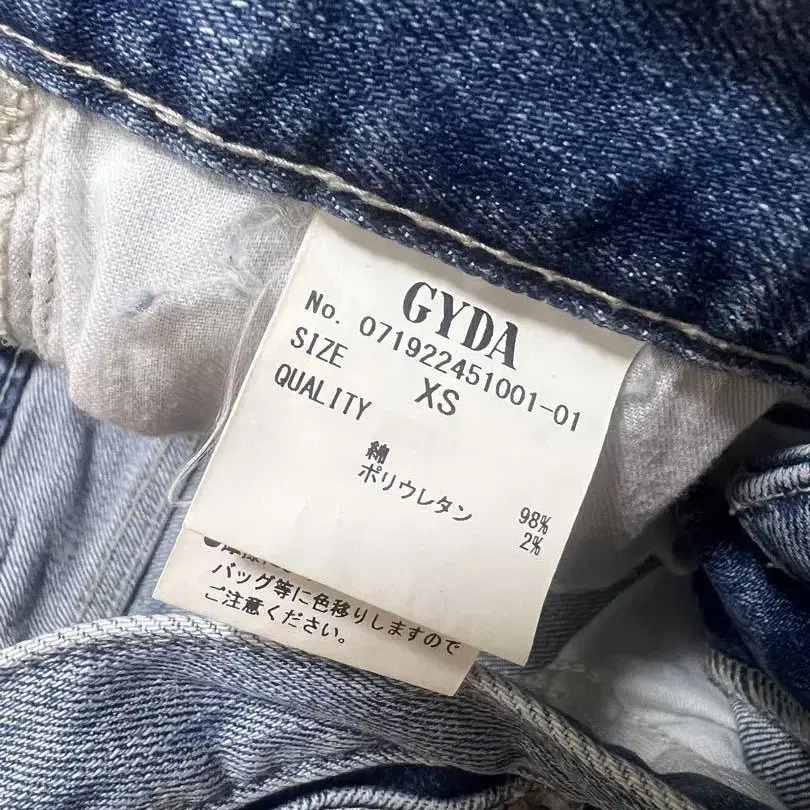 GYDA
No. 071922451001-01
SIZE XS
QUALITY
綿 98%
ポリウレタン 2%
バッグ等に色移りしますので
ご注意ください。